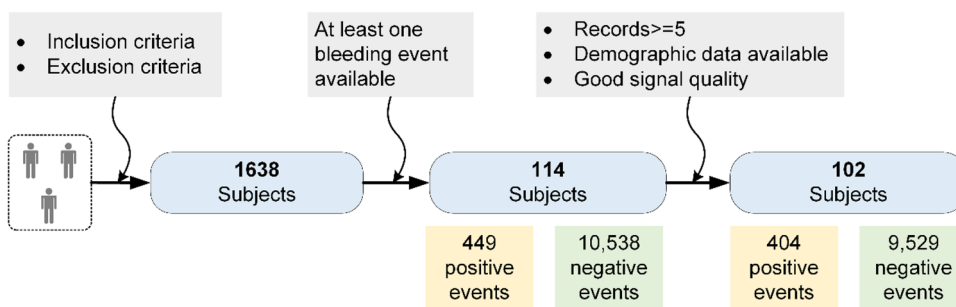 • Inclusion criteria
• Exclusion criteria
At least one
bleeding event
available
• Records>=5
• Demographic data available
• Good signal quality
1638
Subjects
114
Subjects
102
Subjects
449
positive
events
10,538
negative
events
404
positive
events
9,529
negative
events